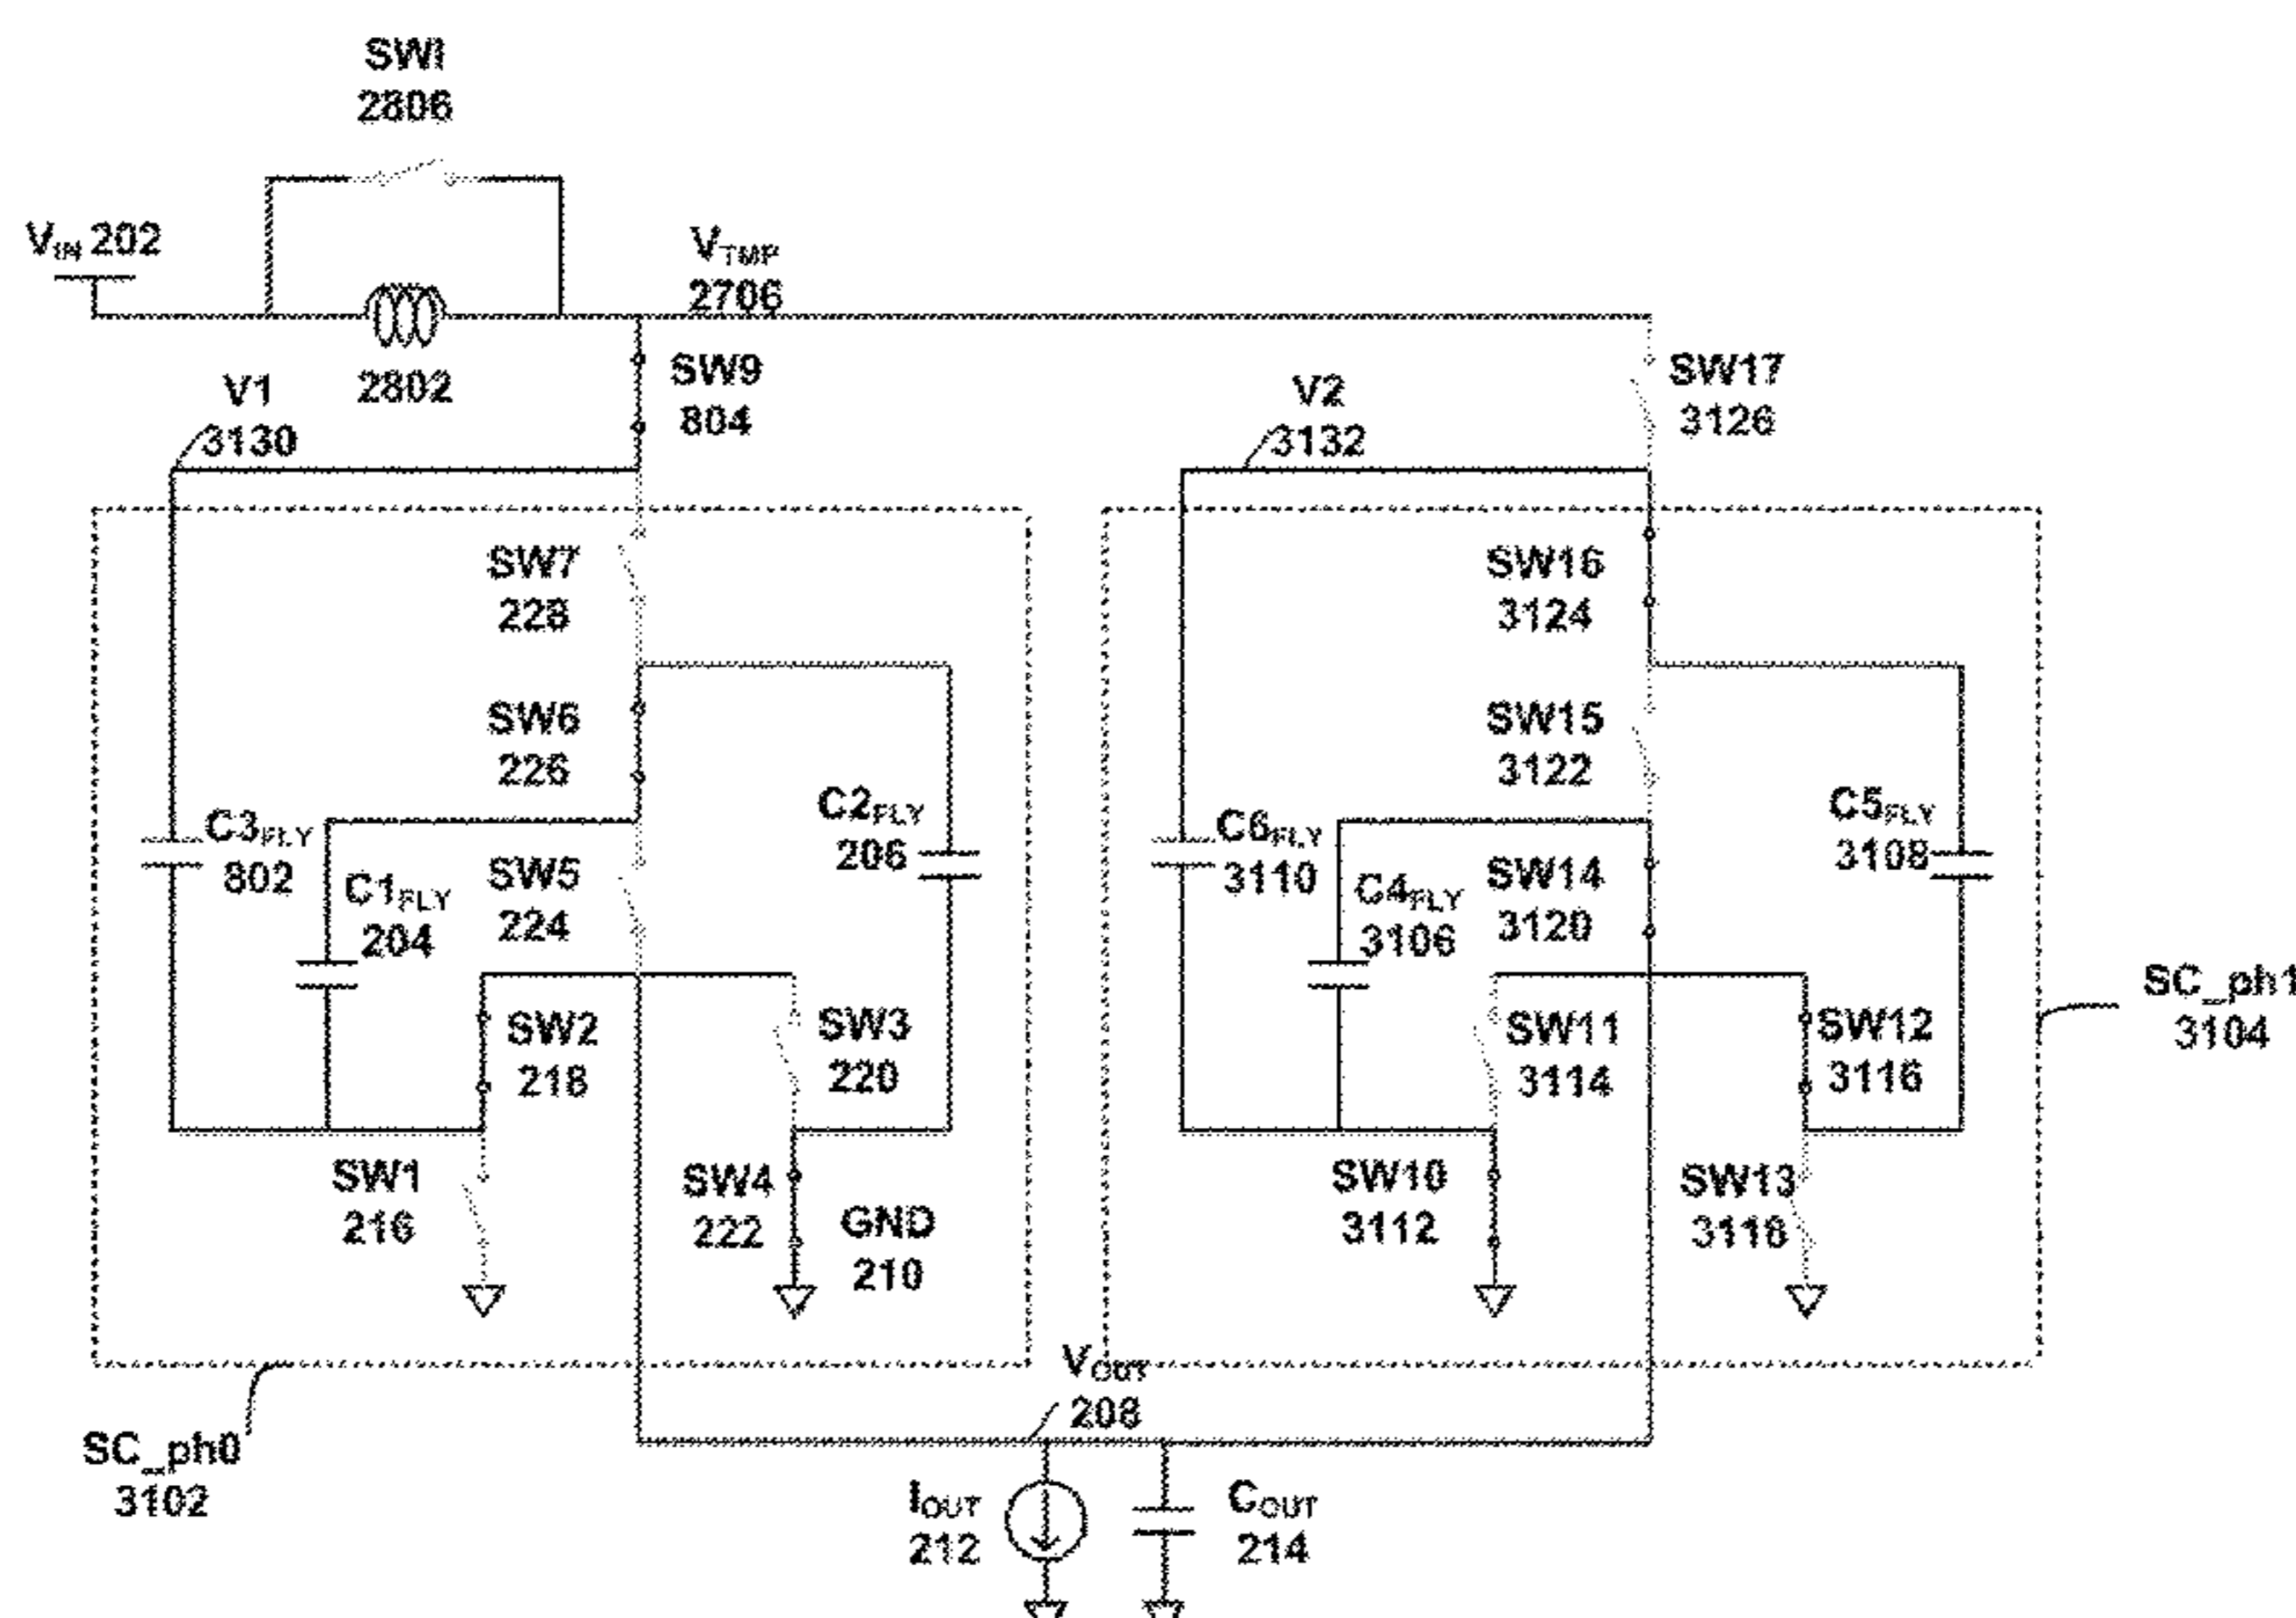 SWI
2806
VIN 202
VTMP
2706
2802
SW9
804
SW17
3126
V1
3130
V2
3132
SW7
228
SW16
3124
SW6
226
SW15
3122
C3FLY
802
C2FLY
206
C6FLY
3110
C5FLY
3108
C1FLY
204
SW5
224
C4FLY
3106
SW14
3120
SW2
218
SW3
220
SW11
3114
SW12
3116
SC_ph1
3104
SW1
216
SW4
222
GND
210
SW10
3112
SW13
3118
VOUT
208
SC_ph0
3102
IOUT
212
COUT
214